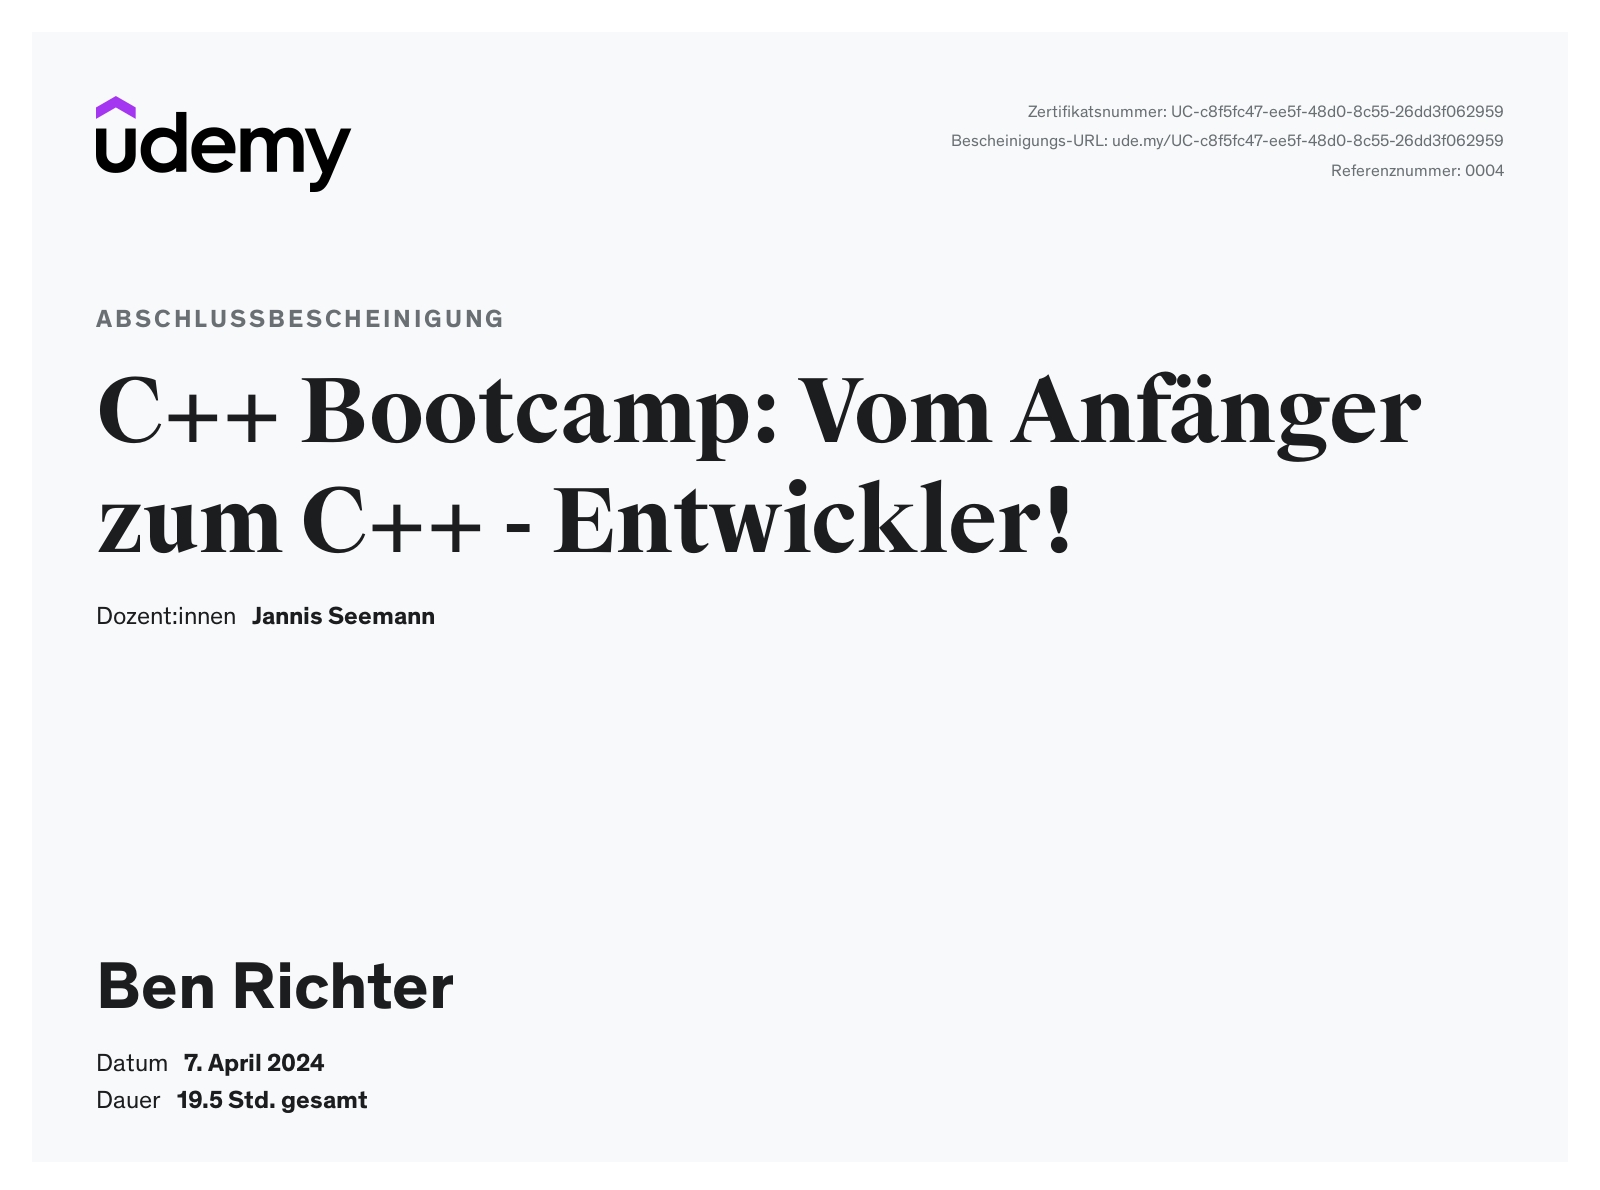 udemy
Zertifikatsnummer: UC-c8f5fc47-ee5f-48d0-8c55-26dd3f062959
Bescheinigungs-URL: ude.my/UC-c8f5fc47-ee5f-48d0-8c55-26dd3f062959
Referenznummer: 0004
ABSCHLUSSBESCHEINIGUNG
C++ Bootcamp: Vom Anfänger
zum C++ - Entwickler!
Dozent:innen Jannis Seemann
Ben Richter
Datum 7. April 2024
Dauer 19.5 Std. gesamt